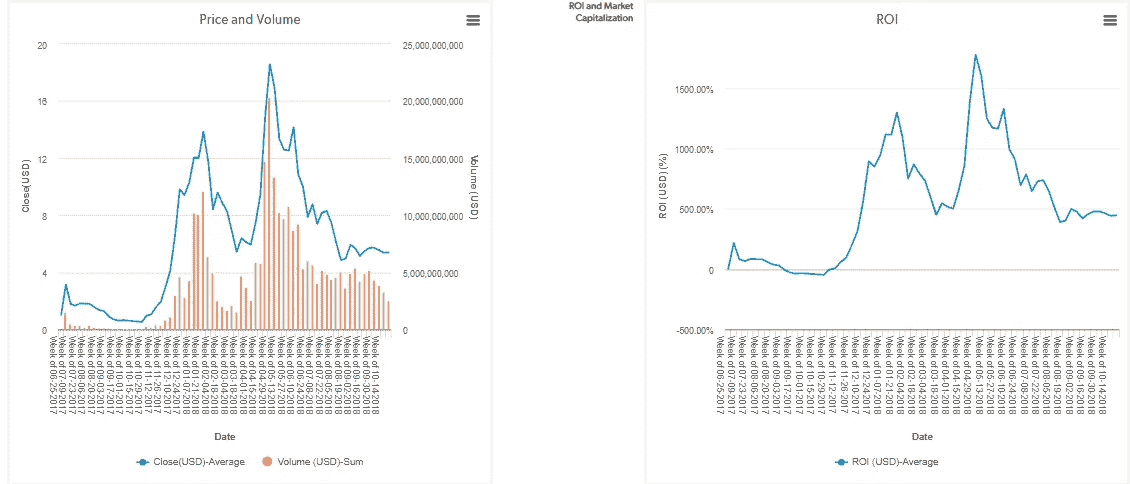 Price and Volume
20
16
12
8
4
0
Close(USD)
25,000,000,000
20,000,000,000
15,000,000,000
10,000,000,000
5,000,000,000
0
Volume (USD)
Week of 06-25-2017
Week of 07-09-2017
Week of 07-23-2017
Week of 08-20-2017
Week of 09-03-2017
Week of 09-17-2017
Week of 10-01-2017
Week of 10-15-2017
Week of 10-29-2017
Week of 11-12-2017
Week of 11-26-2017
Week of 12-10-2017
Week of 12-24-2017
Week of 01-07-2018
Week of 01-21-2018
Week of 02-04-2018
Week of 02-18-2018
Week of 03-04-2018
Week of 03-18-2018
Week of 04-01-2018
Week of 04-15-2018
Week of 04-29-2018
Week of 05-13-2018
Week of 05-27-2018
Week of 06-10-2018
Week of 07-08-2018
Week of 07-22-2018
Week of 08-05-2018
Week of 08-19-2018
Week of 09-02-2018
Week of 09-16-2018
Week of 09-30-2018
Week of 10-14-2018
Date
Close(USD)-Average
Volume (USD)-Sum
ROI and Market
Capitalization
ROI
1500.00%
1000.00%
500.00%
0
-500.00%
ROI (USD) (%)
Week of 06-25-2017
Week of 07-09-2017
Week of 07-23-2017
Week of 08-20-2017
Week of 09-03-2017
Week of 09-17-2017
Week of 10-01-2017
Week of 10-15-2017
Week of 10-29-2017
Week of 11-12-2017
Week of 11-26-2017
Week of 12-10-2017
Week of 12-24-2017
Week of 01-07-2018
Week of 01-21-2018
Week of 02-04-2018
Week of 02-18-2018
Week of 03-04-2018
Week of 03-18-2018
Week of 04-01-2018
Week of 04-15-2018
Week of 04-29-2018
Week of 05-13-2018
Week of 05-27-2018
Week of 06-10-2018
Week of 07-08-2018
Week of 07-22-2018
Week of 08-05-2018
Week of 08-19-2018
Week of 09-02-2018
Week of 09-16-2018
Week of 09-30-2018
Week of 10-14-2018
Date
ROI (USD)-Average